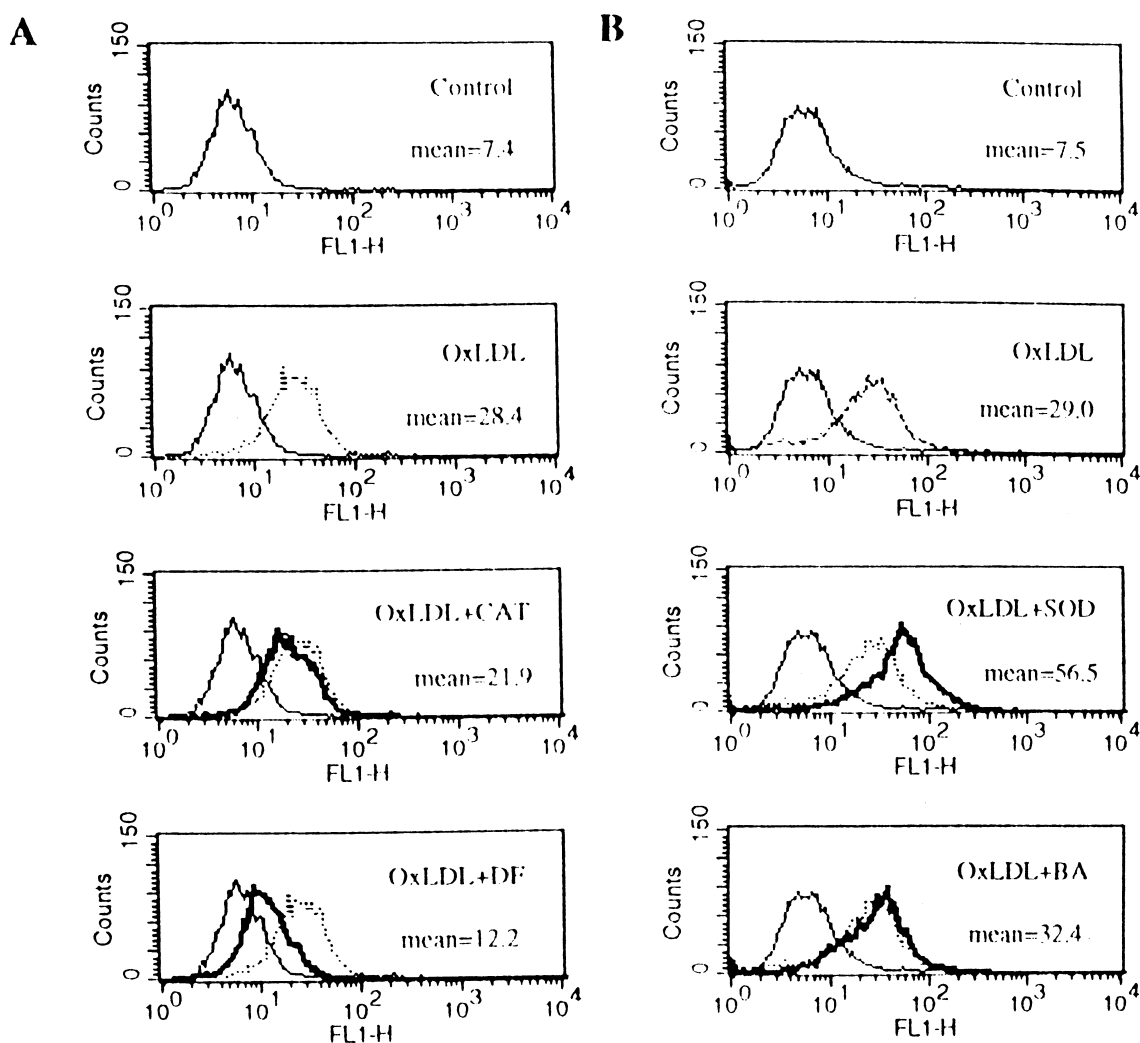 A
150
Counts
0
Control
mean=7.4
10^0 10^1 10^2 10^3 10^4
FL1-H
150
Counts
0
OxLDL
mean=28.4
10^0 10^1 10^2 10^3 10^4
FL1-H
150
Counts
0
OxLDL+CAT
mean=21.9
10^0 10^1 10^2 10^3 10^4
FL1-H
150
Counts
0
OxLDL+DF
mean=12.2
10^0 10^1 10^2 10^3 10^4
FL1-H
B
150
Counts
0
Control
mean=7.5
10^0 10^1 10^2 10^3 10^4
FL1-H
150
Counts
0
OxLDL
mean=29.0
10^0 10^1 10^2 10^3 10^4
FL1-H
150
Counts
0
OxLDL+SOD
mean=56.5
10^0 10^1 10^2 10^3 10^4
FL1-H
150
Counts
0
OxLDL+BA
mean=32.4
10^0 10^1 10^2 10^3 10^4
FL1-H